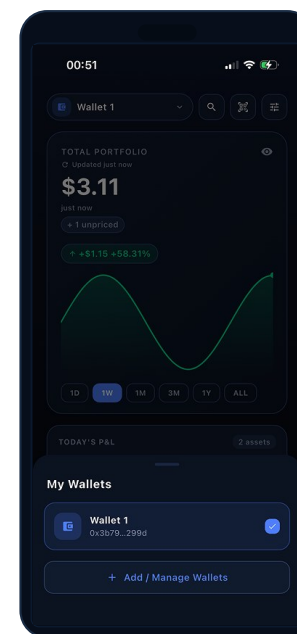 00:51
Wallet 1
TOTAL PORTFOLIO
Updated just now
$3.11
just now
+ 1 unpriced
↑ +$1.15 +58.31%
1D 1W 1M 3M 1Y ALL
TODAY'S P&L 2 assets
My Wallets
Wallet 1
0x3b79...299d
+ Add / Manage Wallets